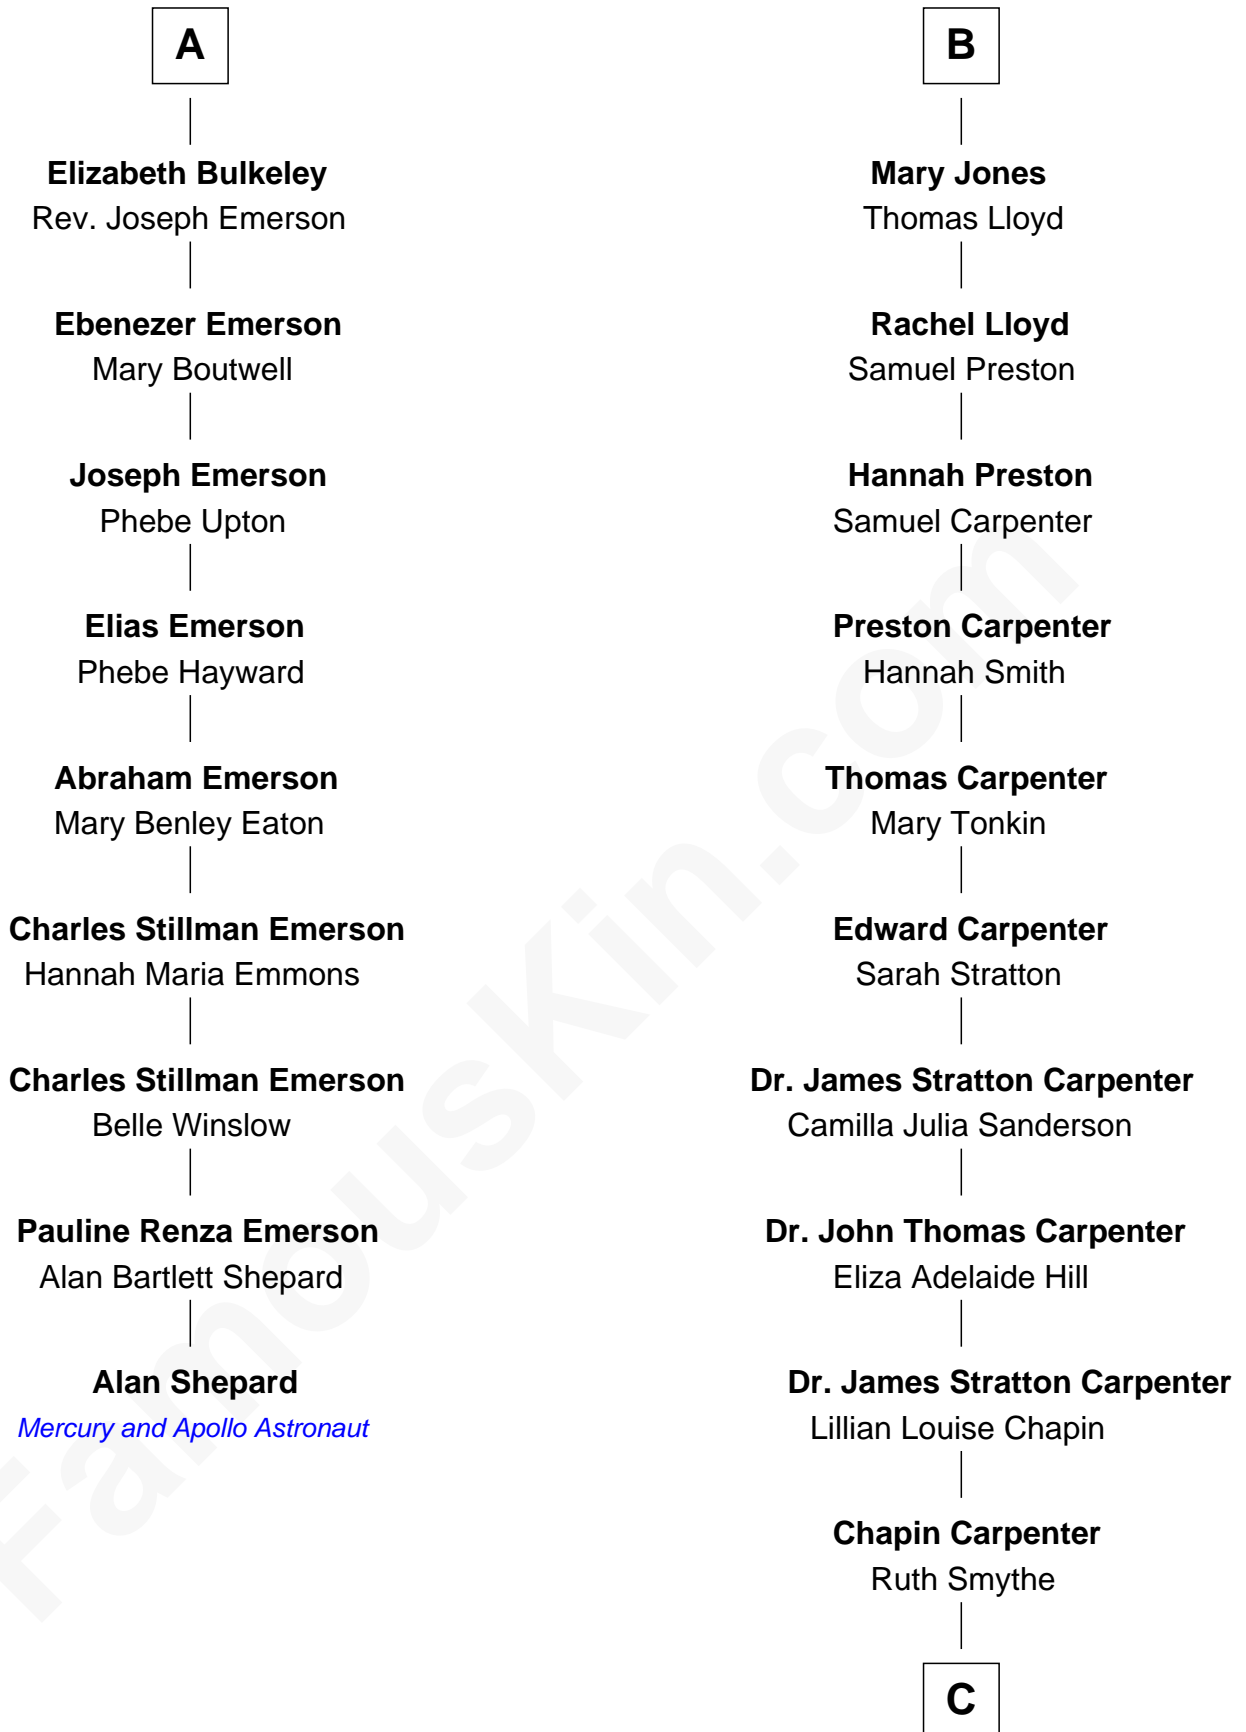 A
Elizabeth Bulkeley
Rev. Joseph Emerson
Ebenezer Emerson
Mary Boutwell
Joseph Emerson
Phebe Upton
Elias Emerson
Phebe Hayward
Abraham Emerson
Mary Benley Eaton
Charles Stillman Emerson
Hannah Maria Emmons
Charles Stillman Emerson
Belle Winslow
Pauline Renza Emerson
Alan Bartlett Shepard
Alan Shepard
Mercury and Apollo Astronaut
B
Mary Jones
Thomas Lloyd
Rachel Lloyd
Samuel Preston
Hannah Preston
Samuel Carpenter
Preston Carpenter
Hannah Smith
Thomas Carpenter
Mary Tonkin
Edward Carpenter
Sarah Stratton
Dr. James Stratton Carpenter
Camilla Julia Sanderson
Dr. John Thomas Carpenter
Eliza Adelaide Hill
Dr. James Stratton Carpenter
Lillian Louise Chapin
Chapin Carpenter
Ruth Smythe
C
FamousKin.com